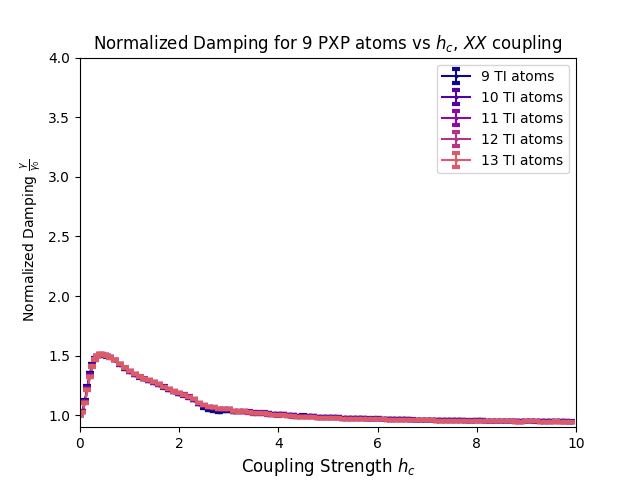 Normalized Damping for 9 PXP atoms vs h_c, XX coupling
9 TI atoms
10 TI atoms
11 TI atoms
12 TI atoms
13 TI atoms
Normalized Damping γ/γ₀
4.0
3.5
3.0
2.5
2.0
1.5
1.0
0 2 4 6 8 10
Coupling Strength h_c